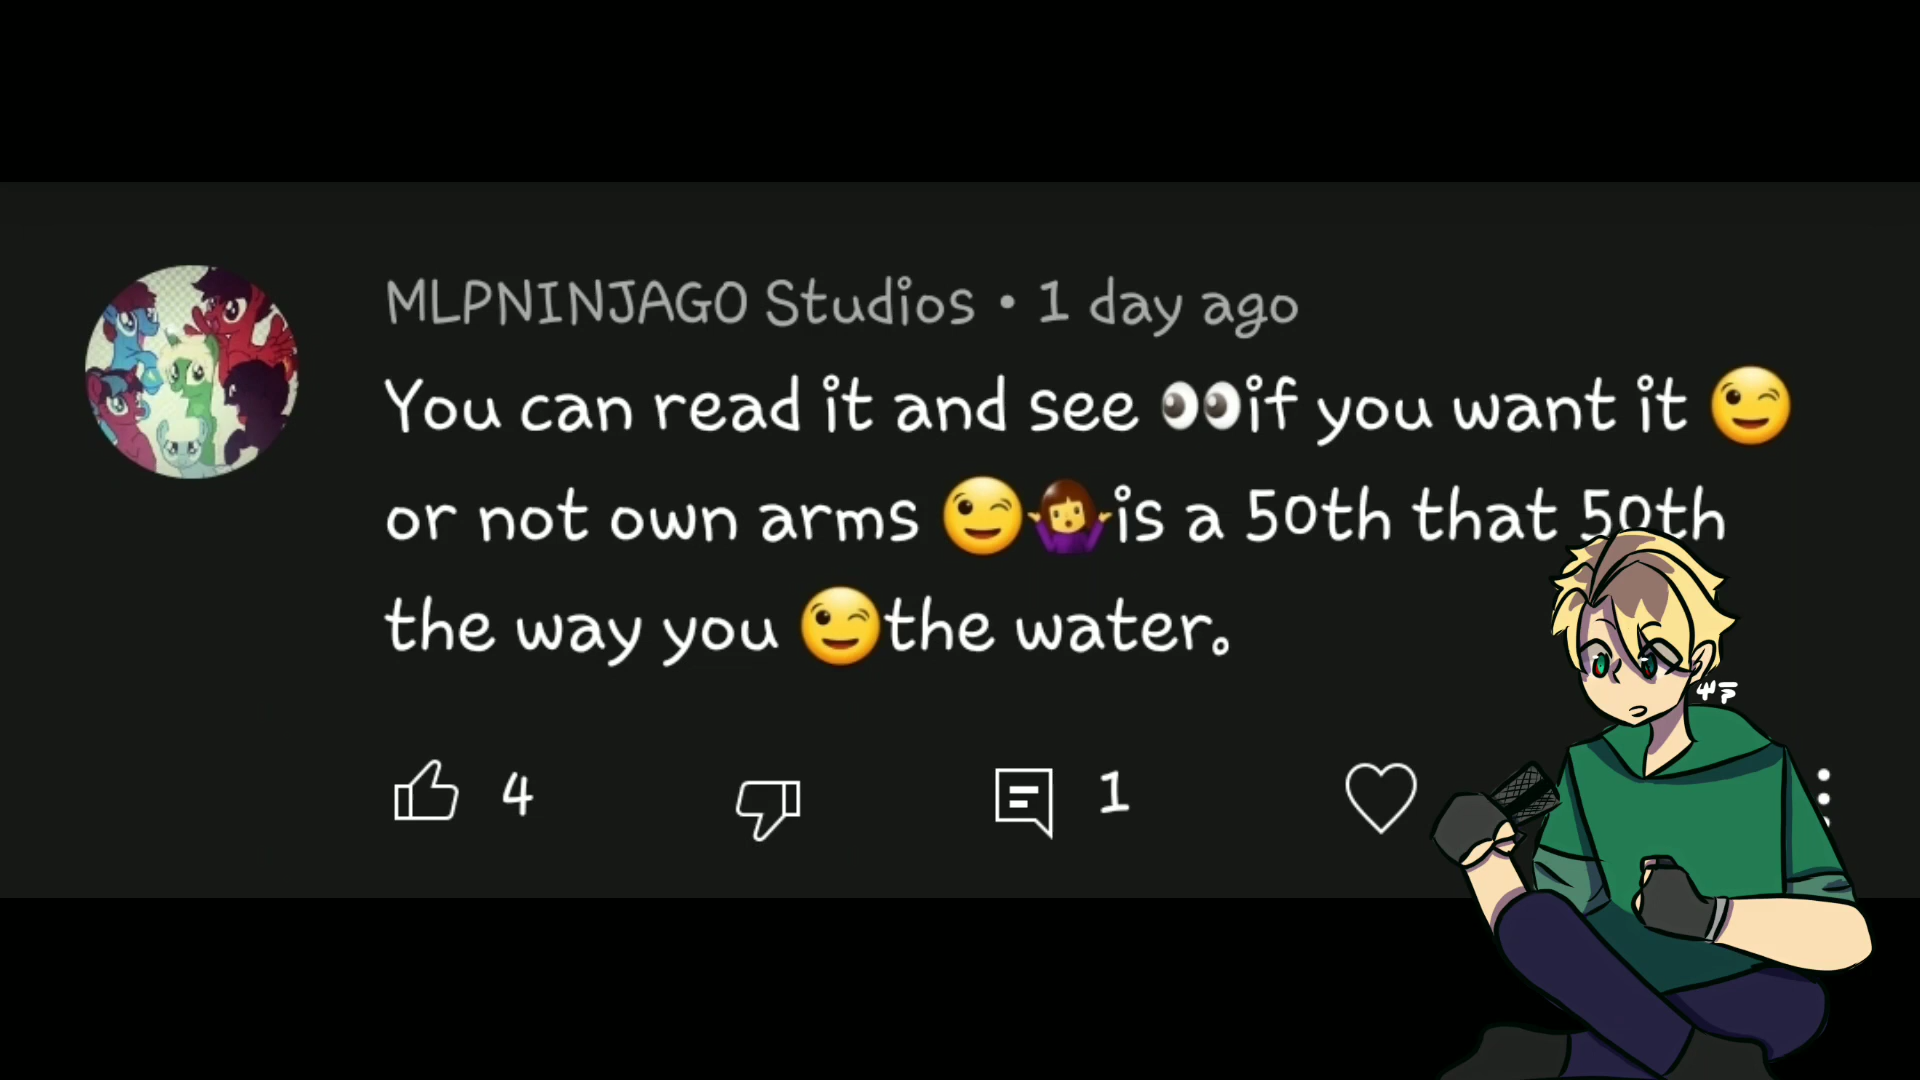 MLPNINJAGO Studios • 1 day ago
You can read it and see 👀if you want it 😉
or not own arms 😉🤷‍♀️is a 50th that 50th
the way you 😉the water.
4 1